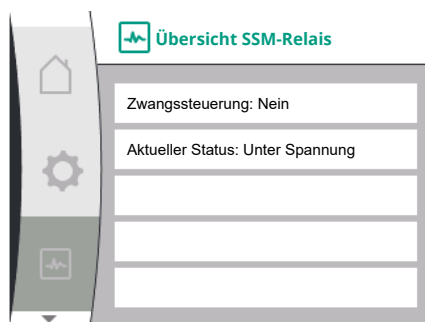 Übersicht SSM-Relais
Zwangssteuerung: Nein
Aktueller Status: Unter Spannung